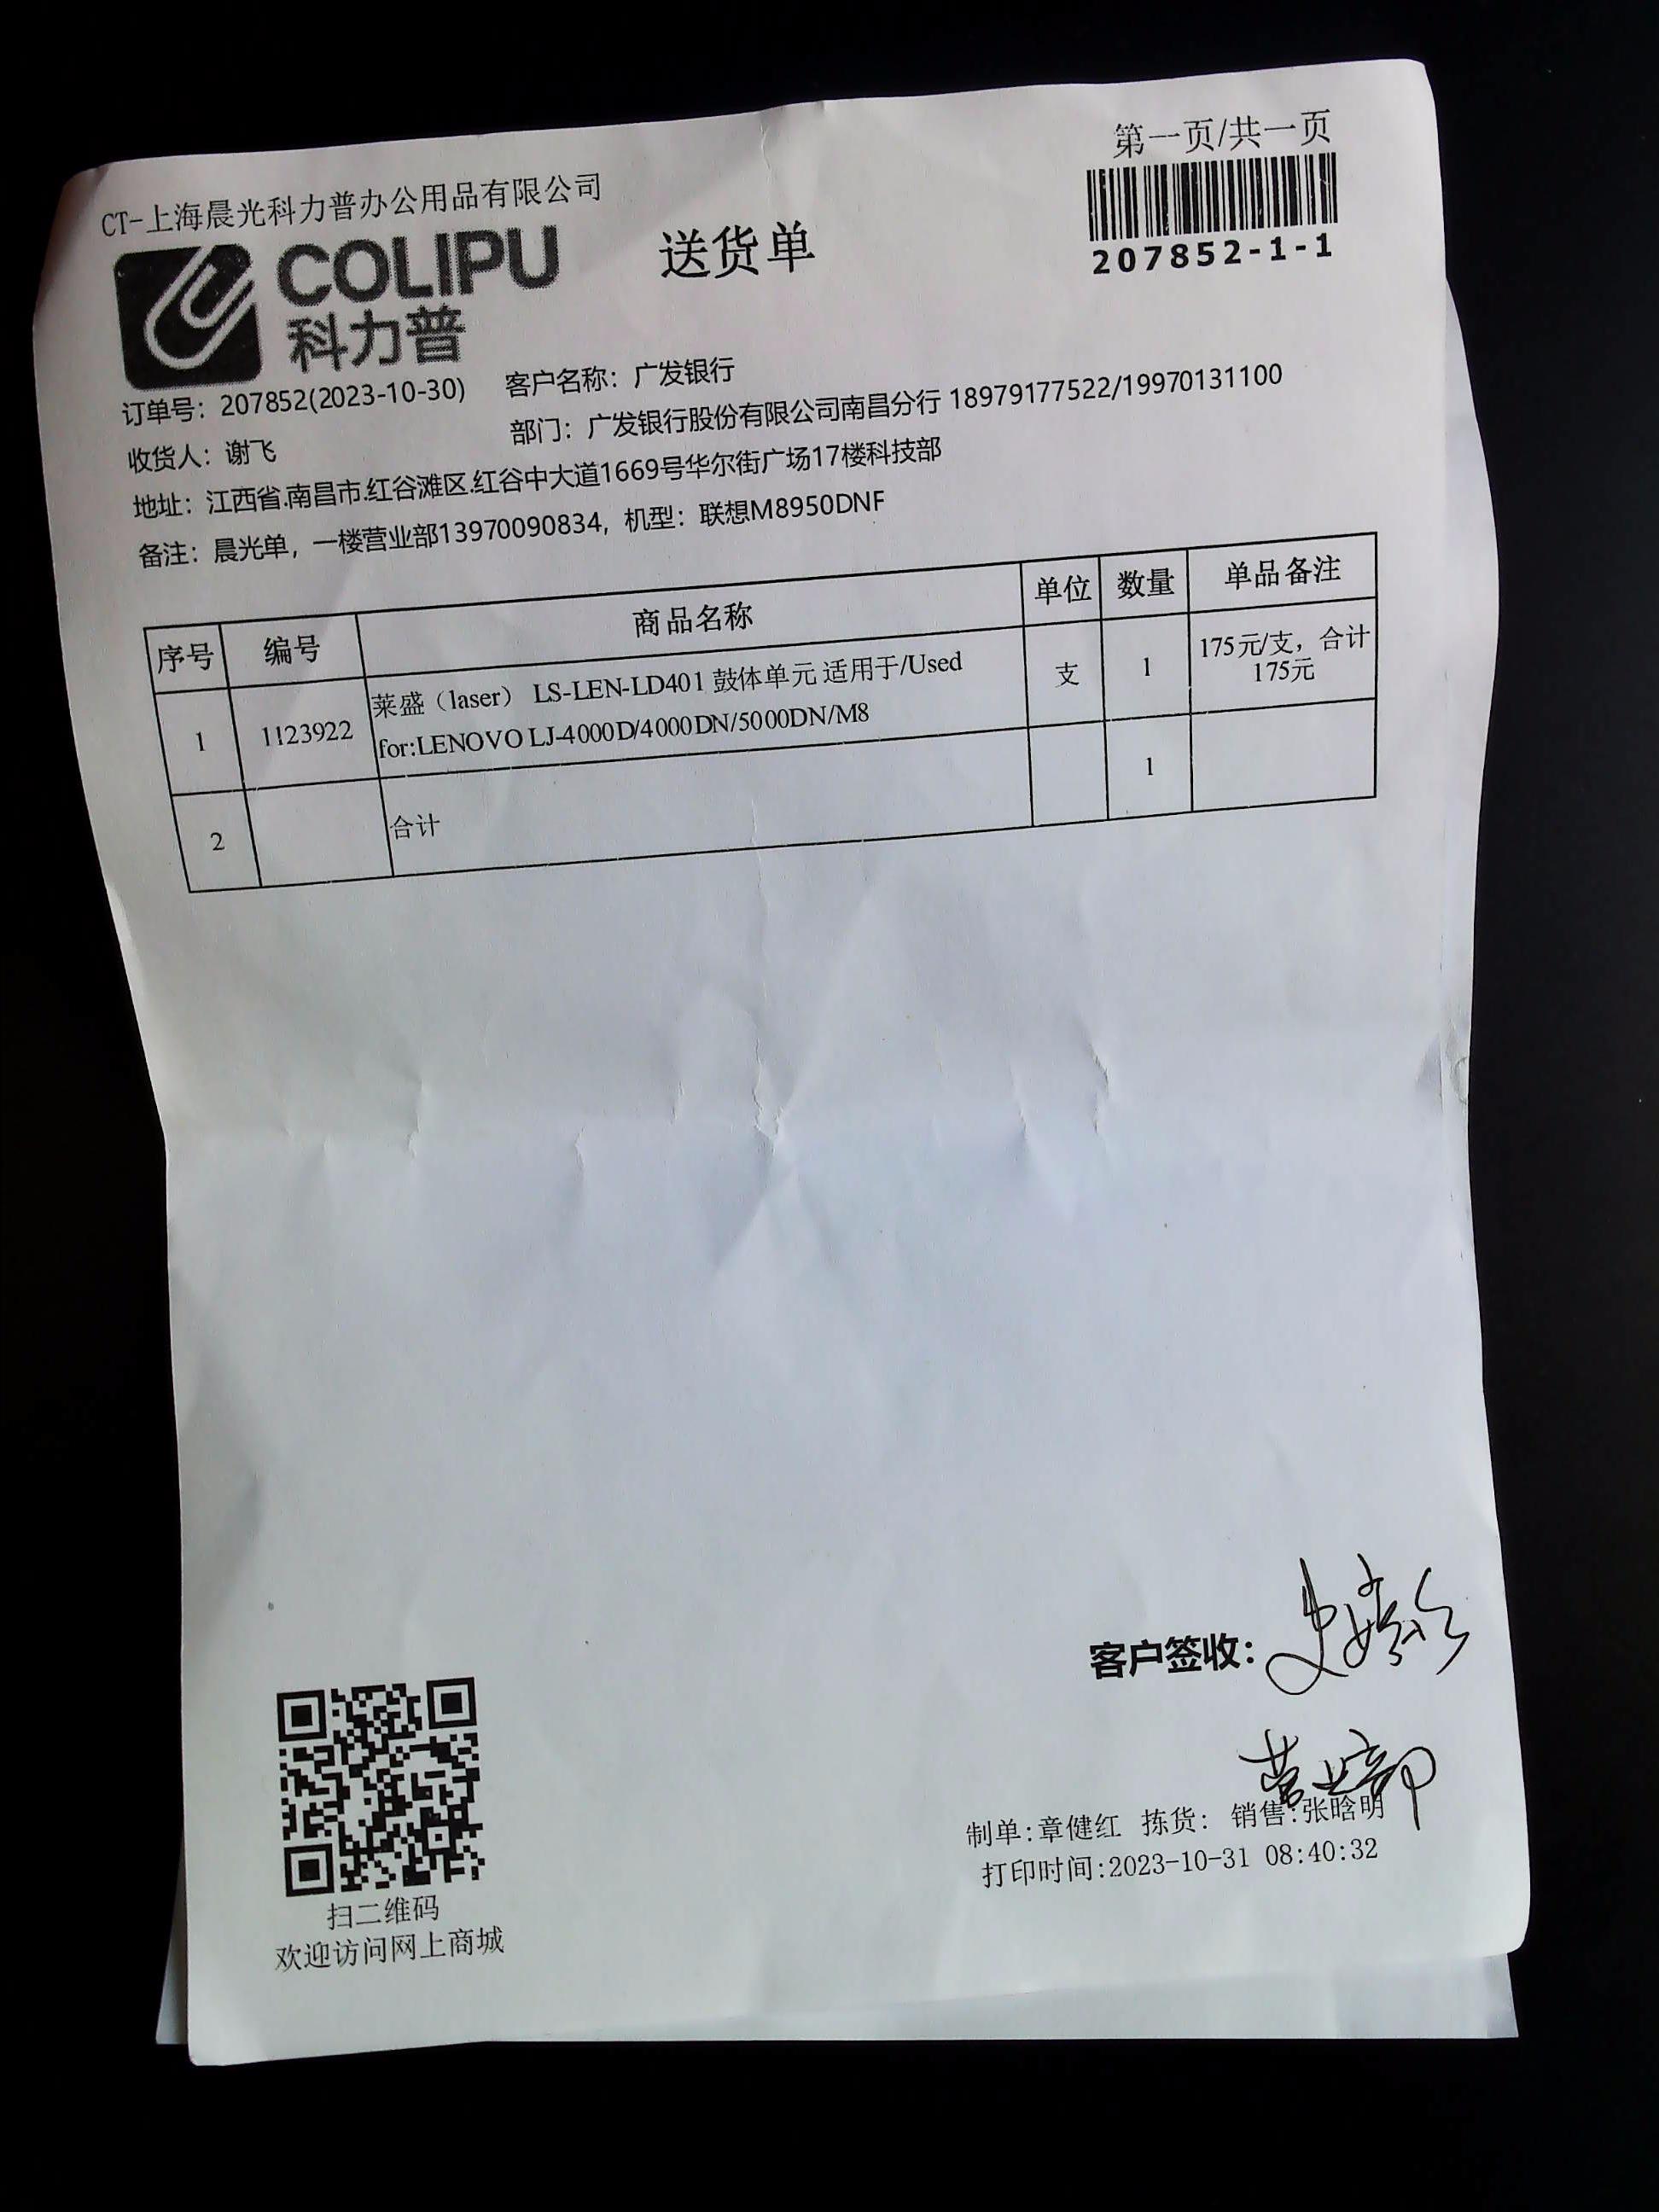 第一页/共一页
CT-上海晨光科力普办公用品有限公司
COLIPU
科力普
送货单
207852-1-1
订单号：207852(2023-10-30) 客户名称：广发银行
收货人：谢飞 部门：广发银行股份有限公司南昌分行 18979177522/19970131100
地址：江西省.南昌市.红谷滩区.红谷中大道1669号华尔街广场17楼科技部
备注：晨光单，一楼营业部13970090834，机型：联想M8950DNF
序号 编号 商品名称 单位 数量 单品备注
1 1123922 莱盛（laser） LS-LEN-LD401 鼓体单元 适用于/Used 支 1 175元/支，合计
for:LENOVO LJ-4000D/4000DN/5000DN/M8 175元
2 合计 1
客户签收：
营业部
制单:章健红 拣货: 销售:张晗明
打印时间:2023-10-31 08:40:32
扫二维码
欢迎访问网上商城